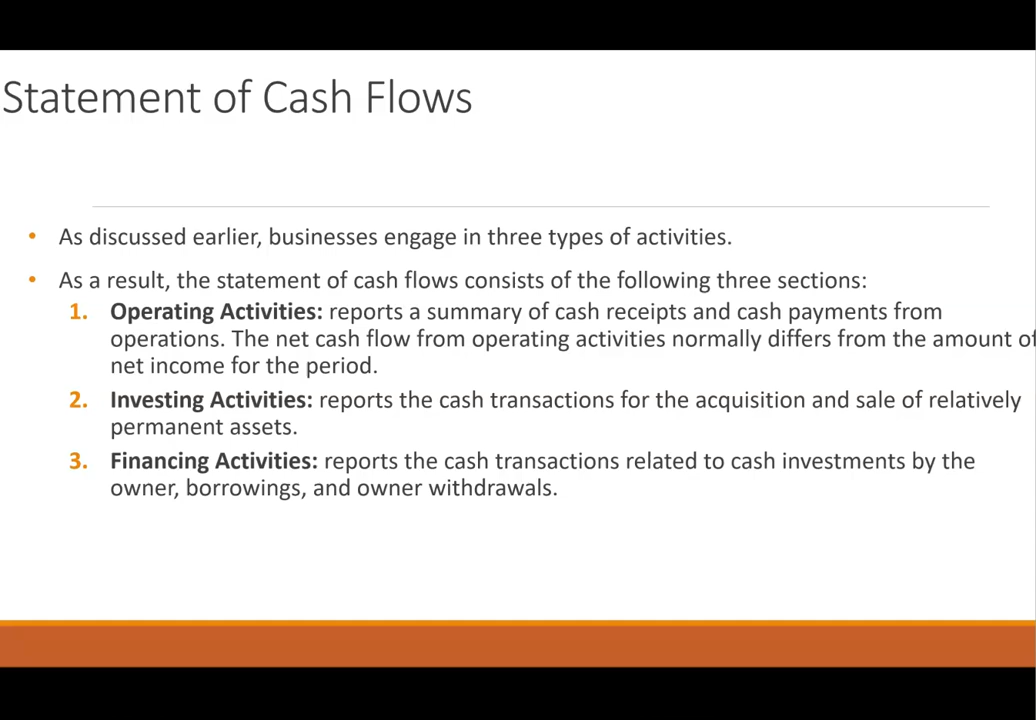 Statement of Cash Flows
• As discussed earlier, businesses engage in three types of activities.
• As a result, the statement of cash flows consists of the following three sections:
1. Operating Activities: reports a summary of cash receipts and cash payments from
operations. The net cash flow from operating activities normally differs from the amount of
net income for the period.
2. Investing Activities: reports the cash transactions for the acquisition and sale of relatively
permanent assets.
3. Financing Activities: reports the cash transactions related to cash investments by the
owner, borrowings, and owner withdrawals.